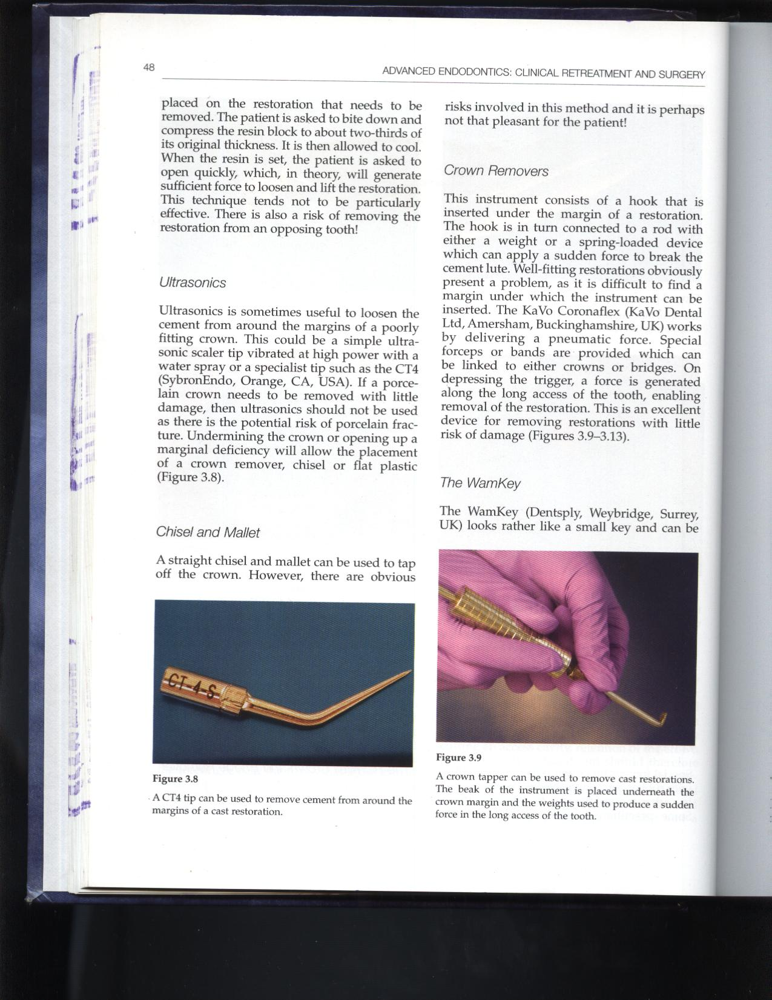 48
ADVANCED ENDODONTICS: CLINICAL RETREATMENT AND SURGERY
placed on the restoration that needs to be
removed. The patient is asked to bite down and
compress the resin block to about two-thirds of
its original thickness. It is then allowed to cool.
When the resin is set, the patient is asked to
open quickly, which, in theory, will generate
sufficient force to loosen and lift the restoration.
This technique tends not to be particularly
effective. There is also a risk of removing the
restoration from an opposing tooth!
Ultrasonics
Ultrasonics is sometimes useful to loosen the
cement from around the margins of a poorly
fitting crown. This could be a simple ultra-
sonic scaler tip vibrated at high power with a
water spray or a specialist tip such as the CT4
(SybronEndo, Orange, CA, USA). If a porce-
lain crown needs to be removed with little
damage, then ultrasonics should not be used
as there is the potential risk of porcelain frac-
ture. Undermining the crown or opening up a
marginal deficiency will allow the placement
of a crown remover, chisel or flat plastic
(Figure 3.8).
Chisel and Mallet
A straight chisel and mallet can be used to tap
off the crown. However, there are obvious
CT-4-S
Figure 3.8
A CT4 tip can be used to remove cement from around the
margins of a cast restoration.
risks involved in this method and it is perhaps
not that pleasant for the patient!
Crown Removers
This instrument consists of a hook that is
inserted under the margin of a restoration.
The hook is in turn connected to a rod with
either a weight or a spring-loaded device
which can apply a sudden force to break the
cement lute. Well-fitting restorations obviously
present a problem, as it is difficult to find a
margin under which the instrument can be
inserted. The KaVo Coronaflex (KaVo Dental
Ltd, Amersham, Buckinghamshire, UK) works
by delivering a pneumatic force. Special
forceps or bands are provided which can
be linked to either crowns or bridges. On
depressing the trigger, a force is generated
along the long access of the tooth, enabling
removal of the restoration. This is an excellent
device for removing restorations with little
risk of damage (Figures 3.9–3.13).
The WamKey
The WamKey (Dentsply, Weybridge, Surrey,
UK) looks rather like a small key and can be
Figure 3.9
A crown tapper can be used to remove cast restorations.
The beak of the instrument is placed underneath the
crown margin and the weights used to produce a sudden
force in the long access of the tooth.